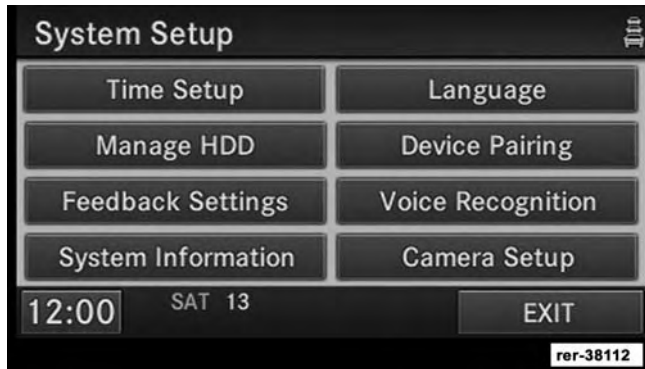 System Setup
Time Setup Language
Manage HDD Device Pairing
Feedback Settings Voice Recognition
System Information Camera Setup
12:00 SAT 13 EXIT
rer-38112